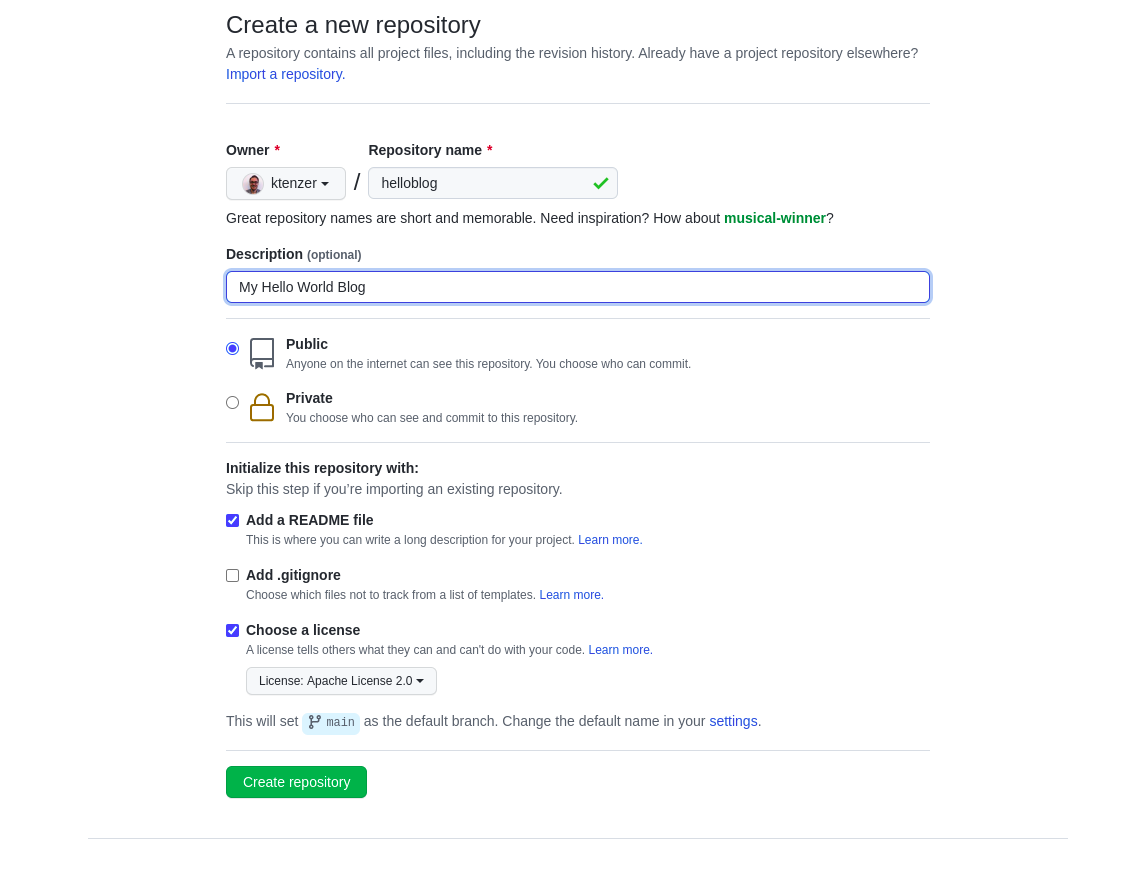 Create a new repository
A repository contains all project files, including the revision history. Already have a project repository elsewhere?
Import a repository.
Owner * Repository name *
ktenzer / helloblog
Great repository names are short and memorable. Need inspiration? How about musical-winner?
Description (optional)
My Hello World Blog
Public
Anyone on the internet can see this repository. You choose who can commit.
Private
You choose who can see and commit to this repository.
Initialize this repository with:
Skip this step if you’re importing an existing repository.
Add a README file
This is where you can write a long description for your project. Learn more.
Add .gitignore
Choose which files not to track from a list of templates. Learn more.
Choose a license
A license tells others what they can and can't do with your code. Learn more.
License: Apache License 2.0
This will set main as the default branch. Change the default name in your settings.
Create repository